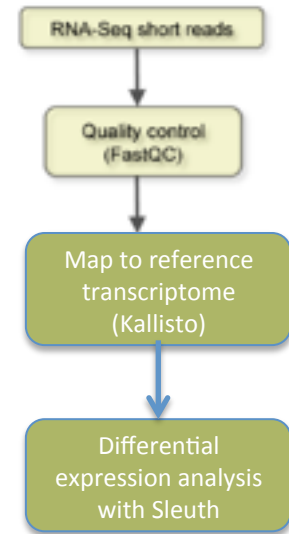 RNA-Seq short reads
Quality control
(FastQC)
Map to reference
transcriptome
(Kallisto)
Differential
expression analysis
with Sleuth